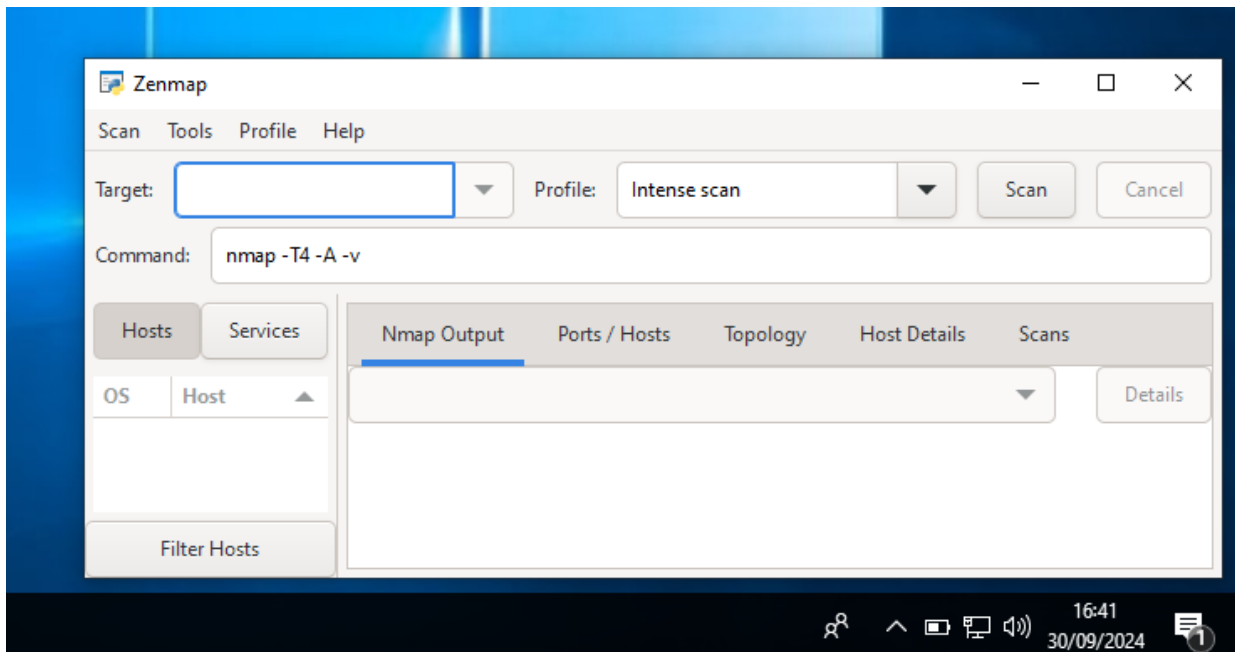 Zenmap
Scan Tools Profile Help
Target: Profile: Intense scan Scan Cancel
Command: nmap -T4 -A -v
Hosts Services Nmap Output Ports / Hosts Topology Host Details Scans
OS Host Details
Filter Hosts
16:41
30/09/2024
1